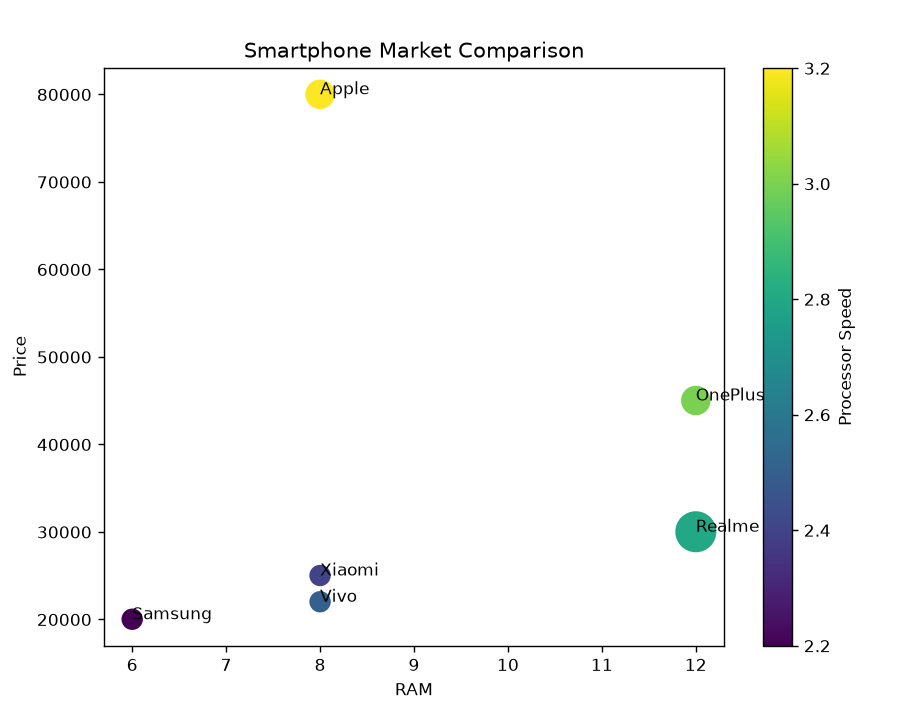 Smartphone Market Comparison
Price
80000
70000
60000
50000
40000
30000
20000
Apple
OnePlus
Realme
Xiaomi
Vivo
Samsung
6 7 8 9 10 11 12
RAM
3.2
3.0
2.8
2.6
2.4
2.2
Processor Speed